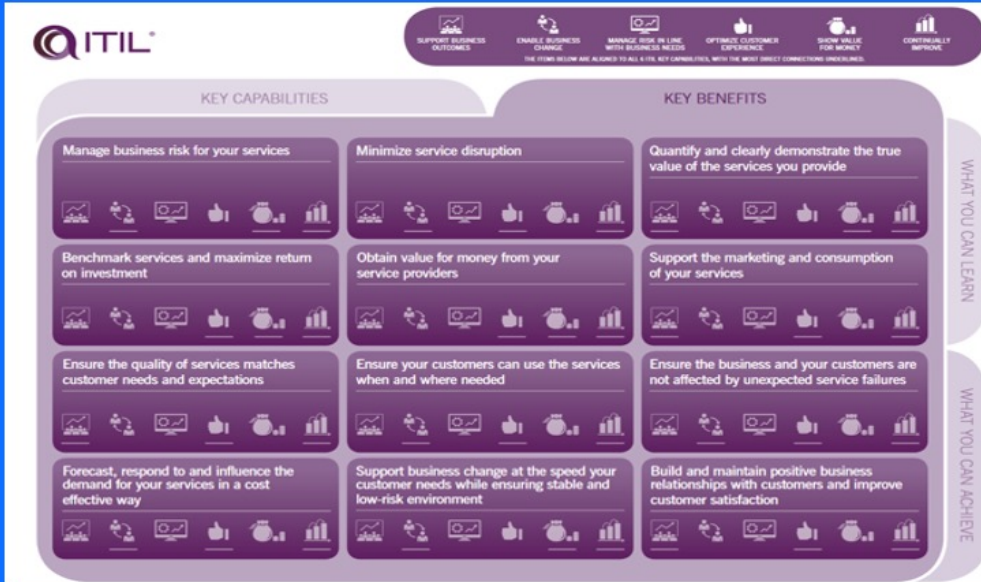 ITIL®
SUPPORT BUSINESS
OUTCOMES
ENABLE BUSINESS
CHANGE
MANAGE RISK IN LINE
WITH BUSINESS NEEDS
OPTIMIZE CUSTOMER
EXPERIENCE
SHOW VALUE
FOR MONEY
CONTINUALLY
IMPROVE
THE ITEMS BELOW ARE ALIGNED TO ALL 6 ITIL KEY CAPABILITIES, WITH THE MOST DIRECT CONNECTIONS UNDERLINED.
KEY CAPABILITIES
KEY BENEFITS
Manage business risk for your services
Minimize service disruption
Quantify and clearly demonstrate the true
value of the services you provide
Benchmark services and maximize return
on investment
Obtain value for money from your
service providers
Support the marketing and consumption
of your services
WHAT YOU CAN LEARN
Ensure the quality of services matches
customer needs and expectations
Ensure your customers can use the services
when and where needed
Ensure the business and your customers are
not affected by unexpected service failures
Forecast, respond to and influence the
demand for your services in a cost
effective way
Support business change at the speed your
customer needs while ensuring stable and
low-risk environment
Build and maintain positive business
relationships with customers and improve
customer satisfaction
WHAT YOU CAN ACHIEVE